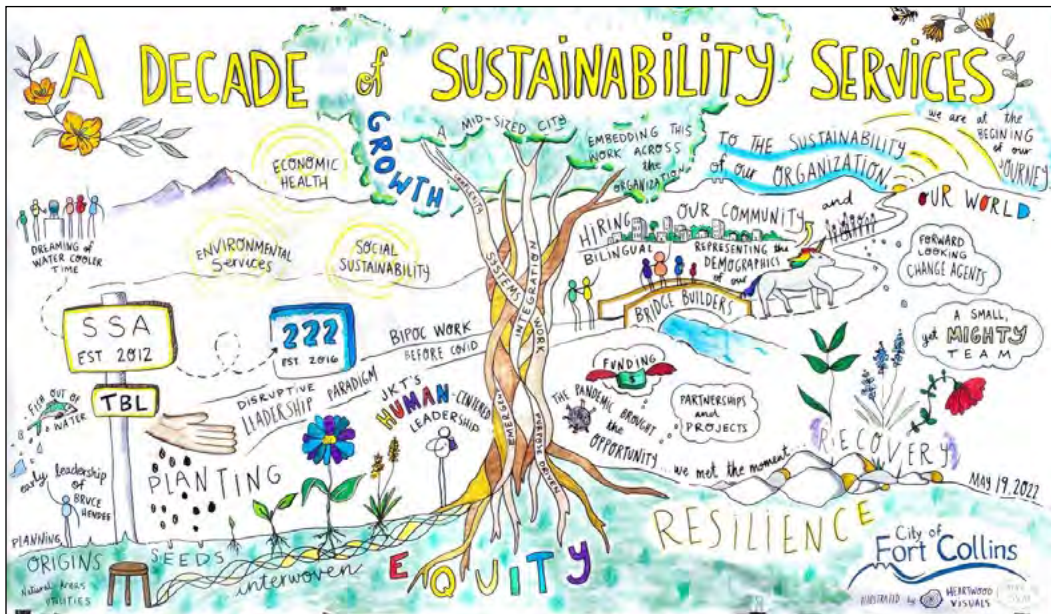 A DECADE of SUSTAINABILITY SERVICES
we are at the
BEGINING
of our
JOURNEY
GROWTH
A MID-SIZED CITY
EMBEDDING THIS
WORK ACROSS
the
ORGANIZATION
TO THE SUSTAINABILITY
of our ORGANIZATION
ECONOMIC
HEALTH
ENVIRONMENTAL
Services
SOCIAL
SUSTAINABILITY
DREAMING of
WATER COOLER
TIME
SSA
EST. 2012
TBL
222
EST. 2016
BIPOC WORK
BEFORE COVID
DISRUPTIVE
LEADERSHIP PARADIGM
JKT'S
HUMAN-CENTERED
LEADERSHIP
FISH OUT OF
WATER
early leadership
of
BRUCE
HENDEE
PLANTING
SEEDS
PLANNING
ORIGINS
Natural Areas
UTILITIES
interwoven
EQUITY
SYSTEMS
INTEGRATION
WORK
PURPOSE DRIVEN
HIRING
BILINGUAL
OUR COMMUNITY
and
REPRESENTING the
DEMOGRAPHICS
of our
BRIDGE BUILDERS
OUR WORLD.
FORWARD
LOOKING
CHANGE AGENTS
A SMALL,
yet MIGHTY
TEAM
FUNDING
$
THE PANDEMIC BROUGHT
the
OPPORTUNITY... we met the moment
PARTNERSHIPS
and
PROJECTS
RECOVERY
MAY 19, 2022
RESILIENCE
City of
Fort Collins
ILLUSTRATED by
HEARTWOOD
VISUALS